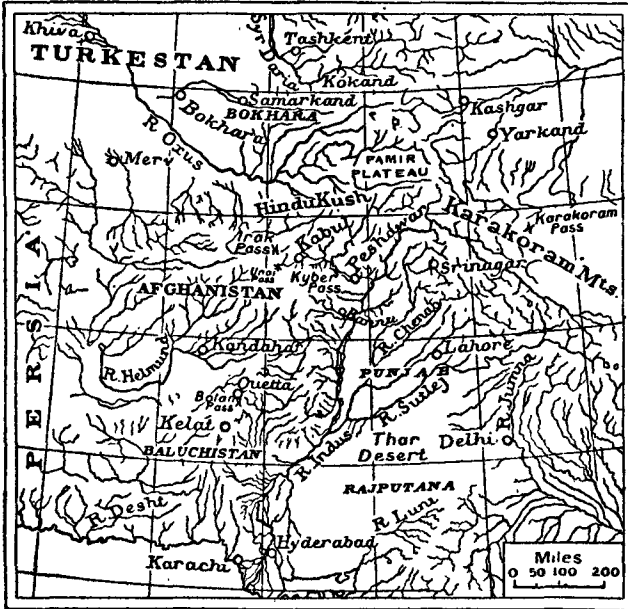 Khiva
TURKESTAN
Syr Daria
Tashkent
Kokand
Samarkand
BOKHARA
Bokhara
R. Oxus
Merv
Kashgar
Yarkand
PAMIR
PLATEAU
Hindu Kush
Karakoram Mts.
Karakoram
Pass
Irak
Pass
Kabul
Unai
Pass
Kyber
Pass
Peshawar
Srinagar
PERSIA
AFGHANISTAN
R. Chenab
R. Helmund
Kandahar
Lahore
PUNJAB
Quetta
Bolan
Pass
Kelat
R. Sutlej
R. Jumna
R. Indus
Thar
Desert
Delhi
BALUCHISTAN
RAJPUTANA
R. Desht
R. Luni
Hyderabad
Karachi
Miles
0 50 100 200